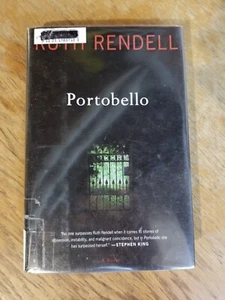 RUTH RENDELL
Portobello
"No one surpasses Ruth Rendell when it comes to stories of
obsession, instability, and malignant coincidence, but in Portobello she
has surpassed herself." —STEPHEN KING